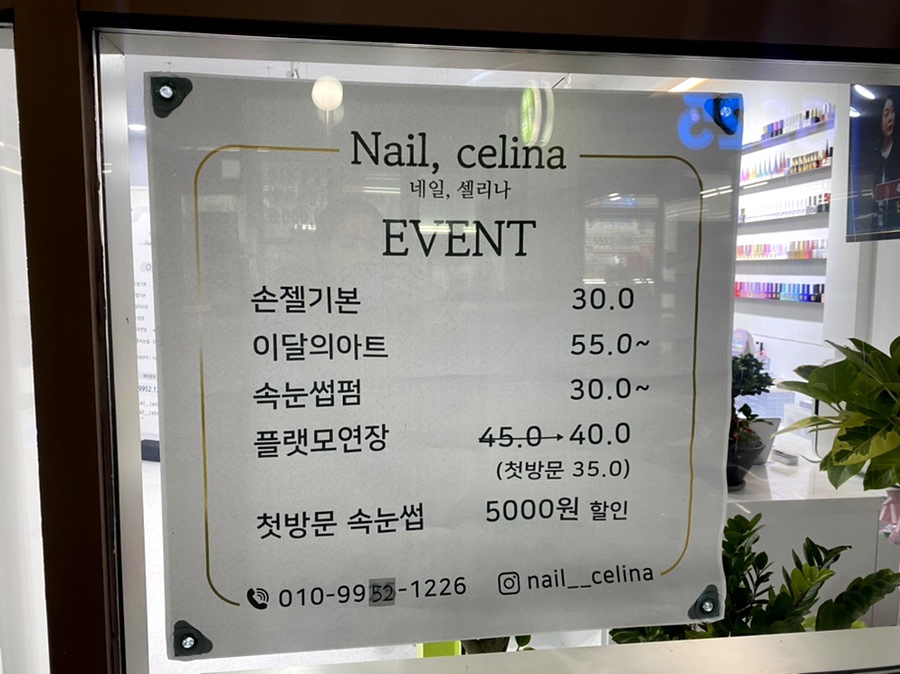 Nail, celina
네일, 셀리나
EVENT
손젤기본 30.0
이달의아트 55.0~
속눈썹펌 30.0~
플랫모연장 45.0→40.0
(첫방문 35.0)
첫방문 속눈썹 5000원 할인
010-9952-1226 nail__celina